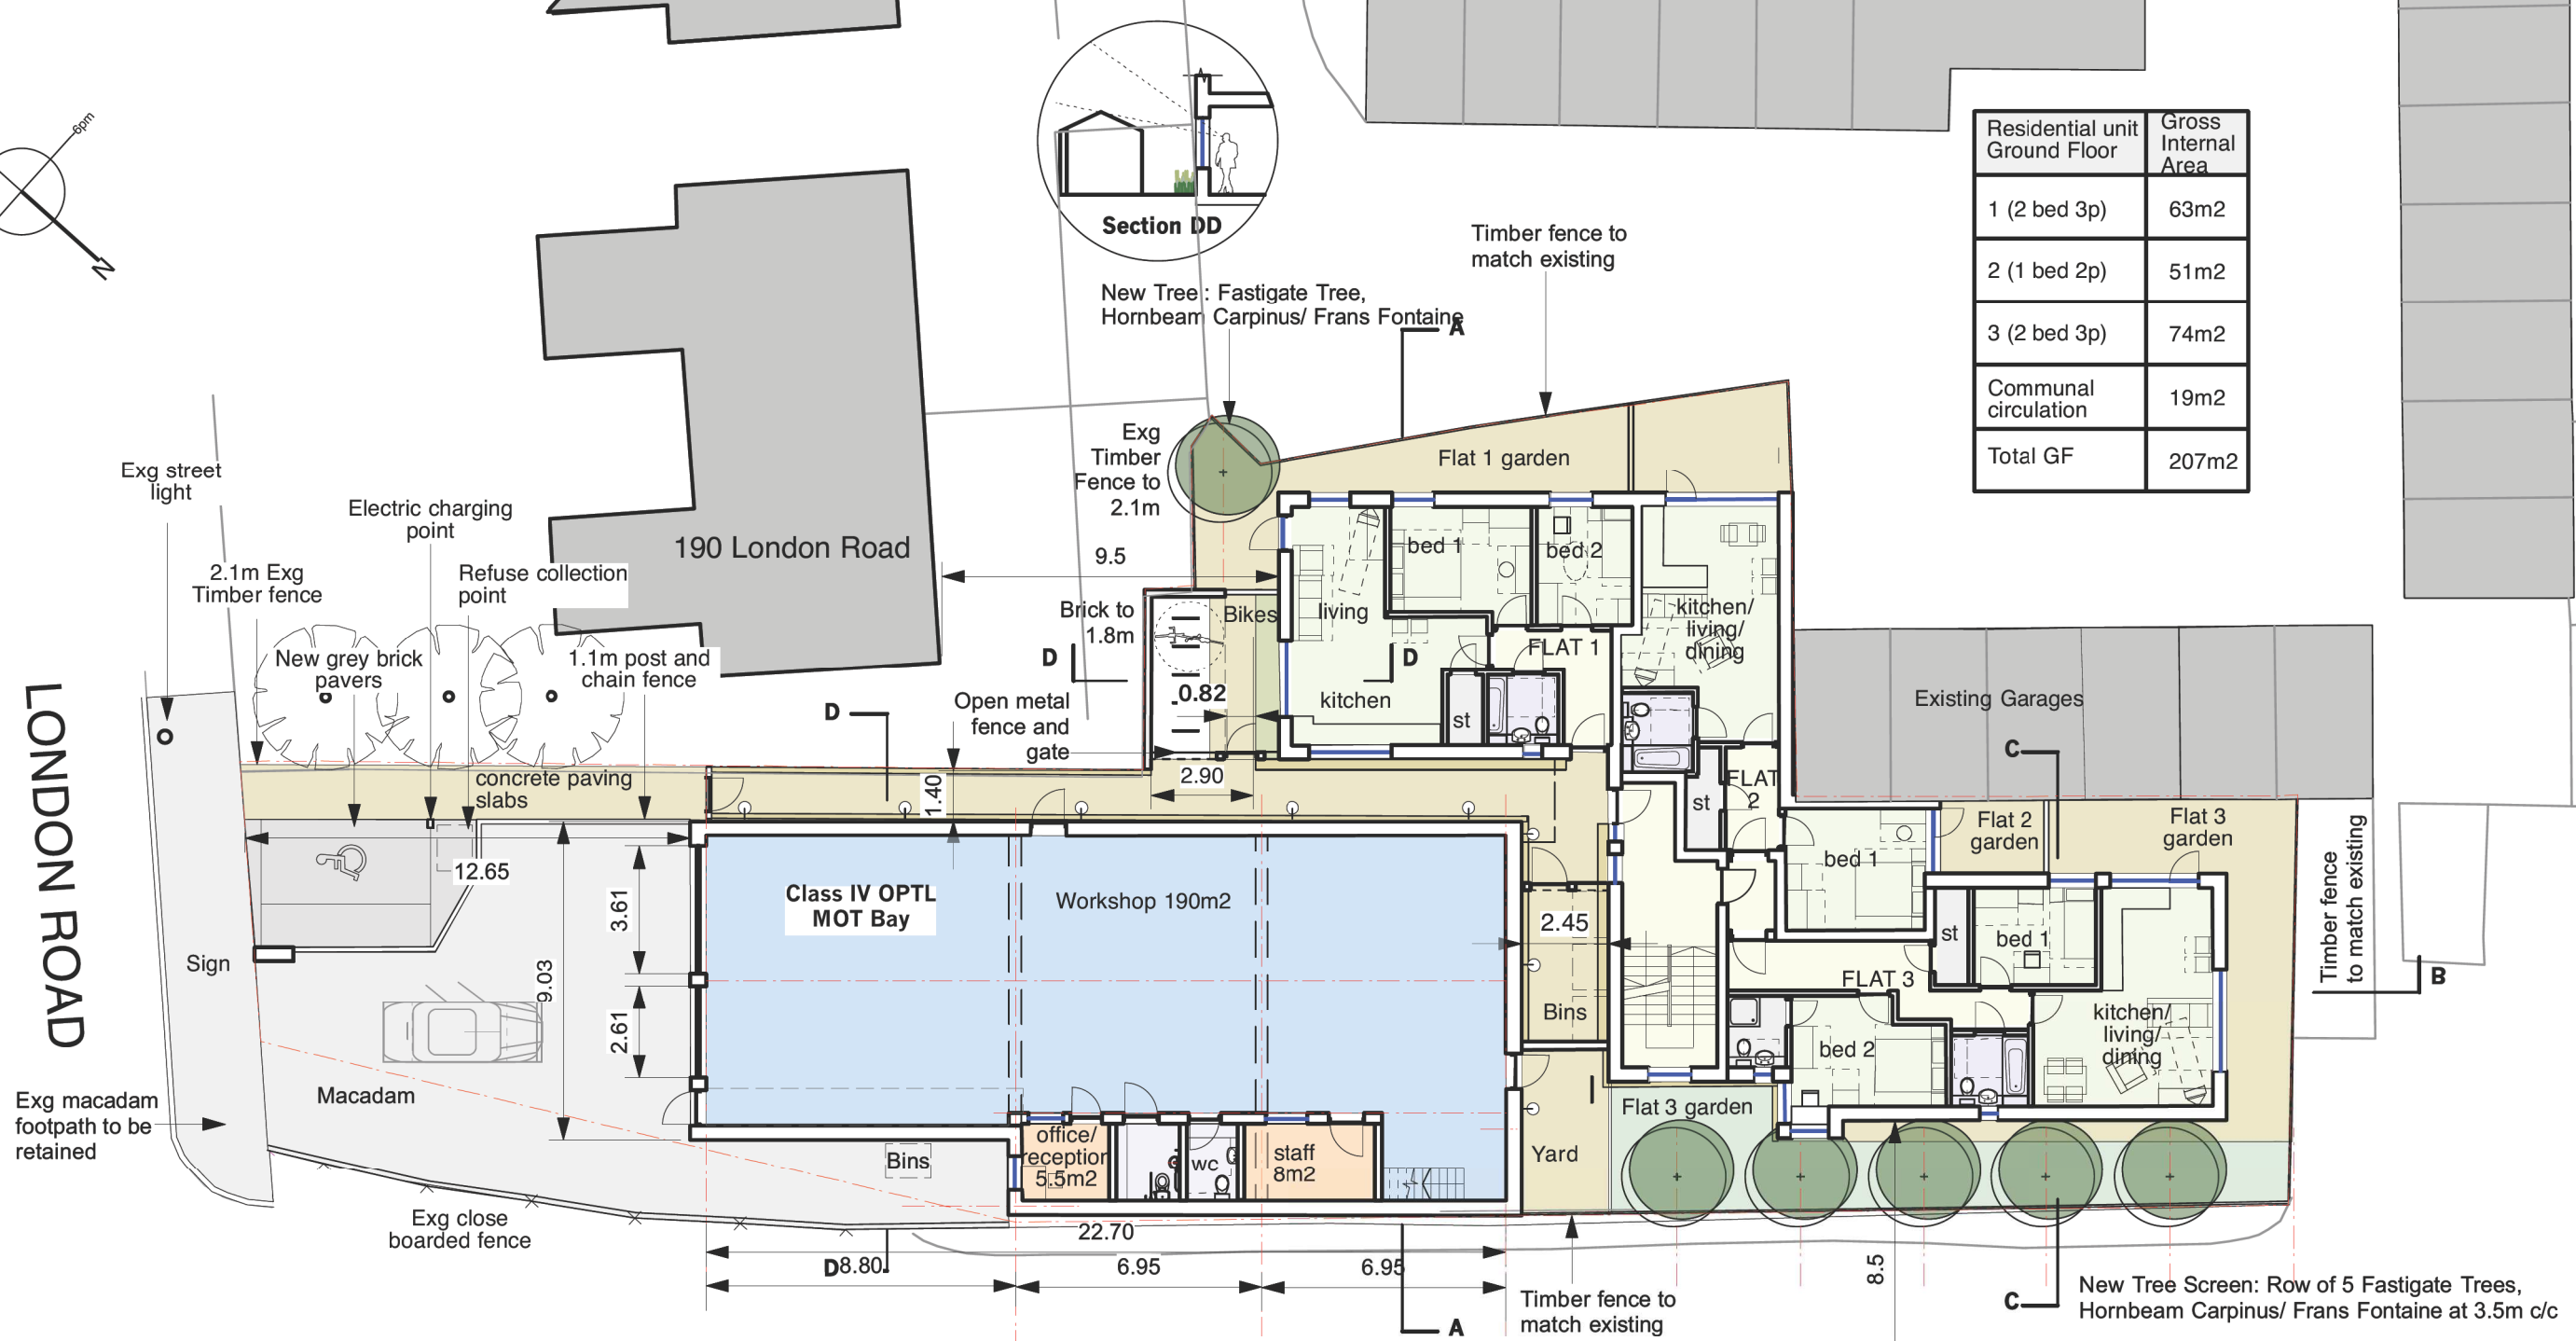 6pm
N
Section DD
Residential unit
Ground Floor
Gross
Internal
Area
1 (2 bed 3p)
63m2
2 (1 bed 2p)
51m2
3 (2 bed 3p)
74m2
Communal
circulation
19m2
Total GF
207m2
Timber fence to
match existing
New Tree : Fastigate Tree,
Hornbeam Carpinus/ Frans Fontaine
A
Exg
Timber
Fence to
2.1m
Flat 1 garden
Exg street
light
Electric charging
point
2.1m Exg
Timber fence
Refuse collection
point
190 London Road
9.5
Brick to
1.8m
Bikes
living
bed 1
bed 2
kitchen/
living/
dining
FLAT 1
D
D
New grey brick
pavers
1.1m post and
chain fence
0.82
kitchen
st
Existing Garages
Open metal
fence and
gate
D
C
LONDON ROAD
concrete paving
slabs
1.40
2.90
st
FLAT
2
Flat 2
garden
Flat 3
garden
12.65
bed 1
Timber fence
to match existing
3.61
Class IV OPTL
MOT Bay
Workshop 190m2
2.45
st
bed 1
Sign
9.03
FLAT 3
B
2.61
Bins
bed 2
kitchen/
living/
dining
Macadam
Exg macadam
footpath to be
retained
Flat 3 garden
Bins
office/
reception
5.5m2
wc
staff
8m2
Yard
Exg close
boarded fence
22.70
D
8.80
6.95
6.95
8.5
A
Timber fence to
match existing
C
New Tree Screen: Row of 5 Fastigate Trees,
Hornbeam Carpinus/ Frans Fontaine at 3.5m c/c